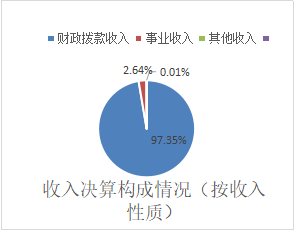 财政拨款收入 事业收入 其他收入
2.64% 0.01%
97.35%
收入决算构成情况（按收入
性质）